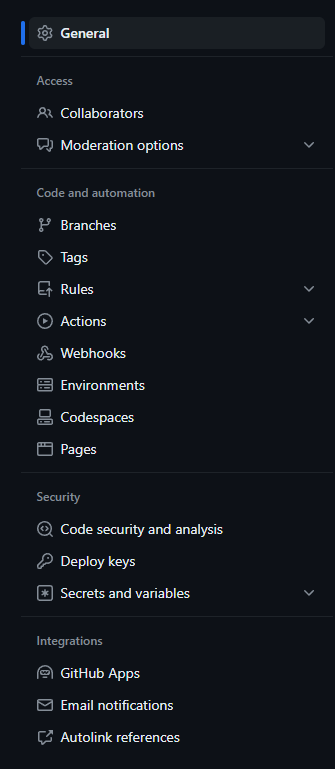 General
Access
Collaborators
Moderation options
Code and automation
Branches
Tags
Rules
Actions
Webhooks
Environments
Codespaces
Pages
Security
Code security and analysis
Deploy keys
Secrets and variables
Integrations
GitHub Apps
Email notifications
Autolink references